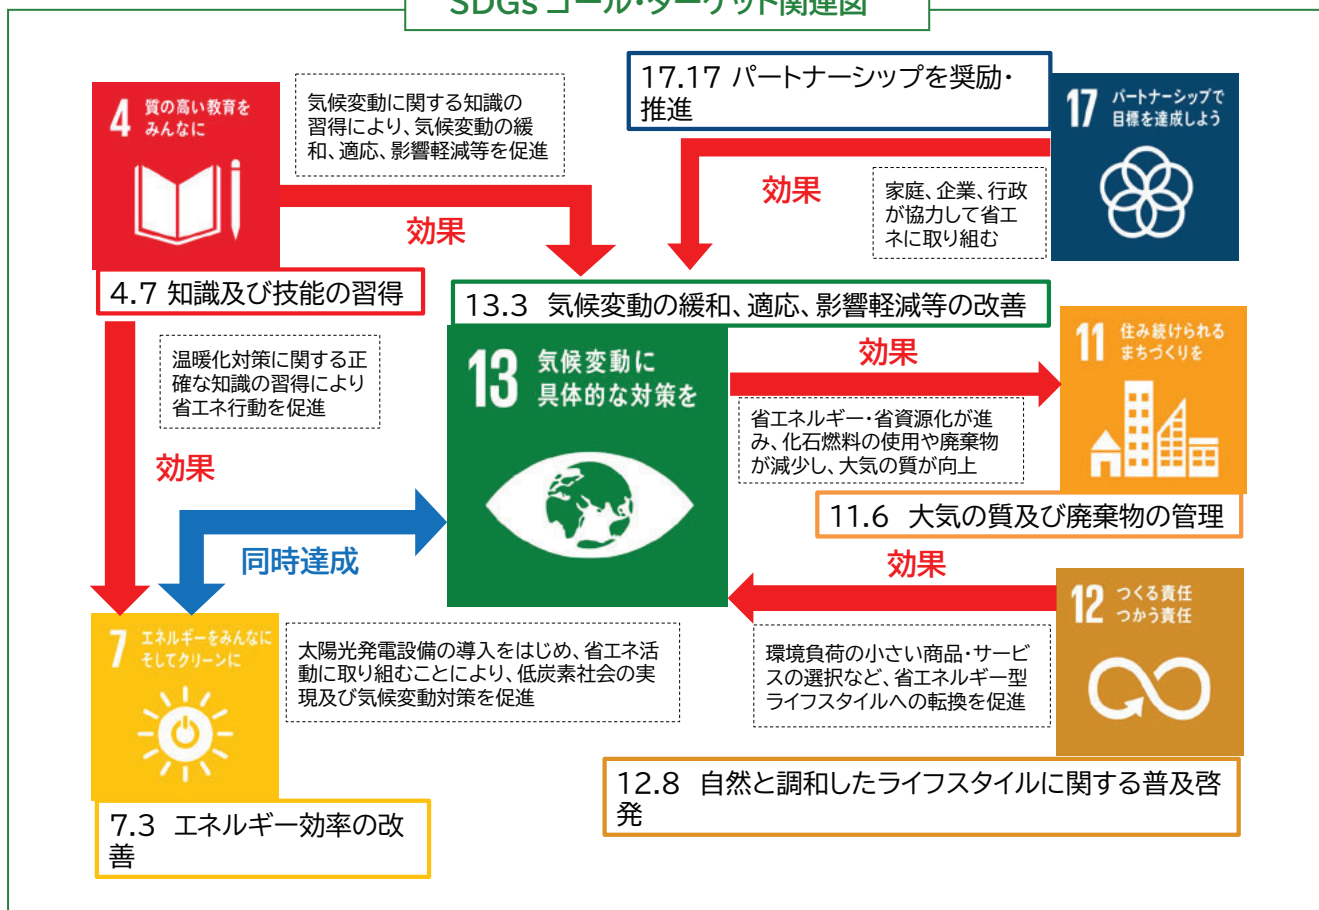 SDGs ゴール・ターゲット関連図
4 質の高い教育を
みんなに
気候変動に関する知識の
習得により、気候変動の緩
和、適応、影響軽減等を促進
17.17 パートナーシップを奨励・
推進
17 パートナーシップで
目標を達成しよう
効果
効果
家庭、企業、行政
が協力して省エ
ネに取り組む
4.7 知識及び技能の習得
13.3 気候変動の緩和、適応、影響軽減等の改善
温暖化対策に関する正
確な知識の習得により
省エネ行動を促進
効果
13 気候変動に
具体的な対策を
効果
11 住み続けられる
まちづくりを
省エネルギー・省資源化が進
み、化石燃料の使用や廃棄物
が減少し、大気の質が向上
11.6 大気の質及び廃棄物の管理
同時達成
効果
7 エネルギーをみんなに
そしてクリーンに
太陽光発電設備の導入をはじめ、省エネ活
動に取り組むことにより、低炭素社会の実
現及び気候変動対策を促進
環境負荷の小さい商品・サービ
スの選択など、省エネルギー型
ライフスタイルへの転換を促進
12 つくる責任
つかう責任
7.3 エネルギー効率の改
善
12.8 自然と調和したライフスタイルに関する普及啓
発